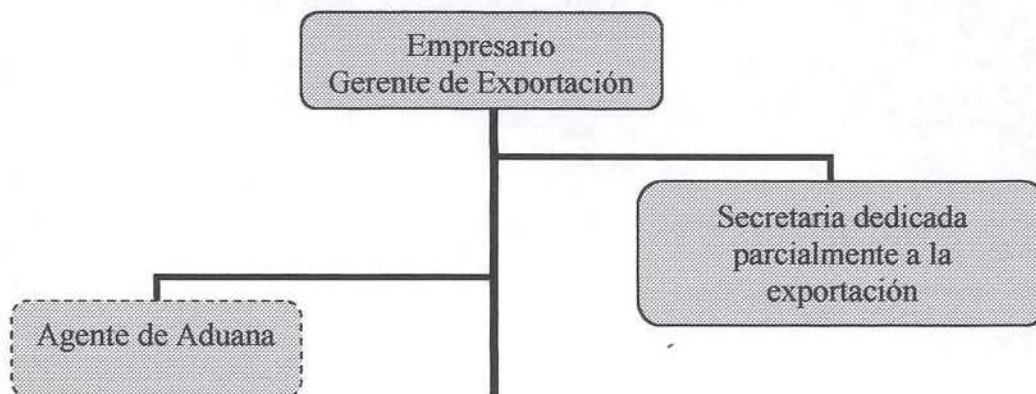 Empresario
Gerente de Exportación
Secretaria dedicada
parcialmente a la
exportación
Agente de Aduana